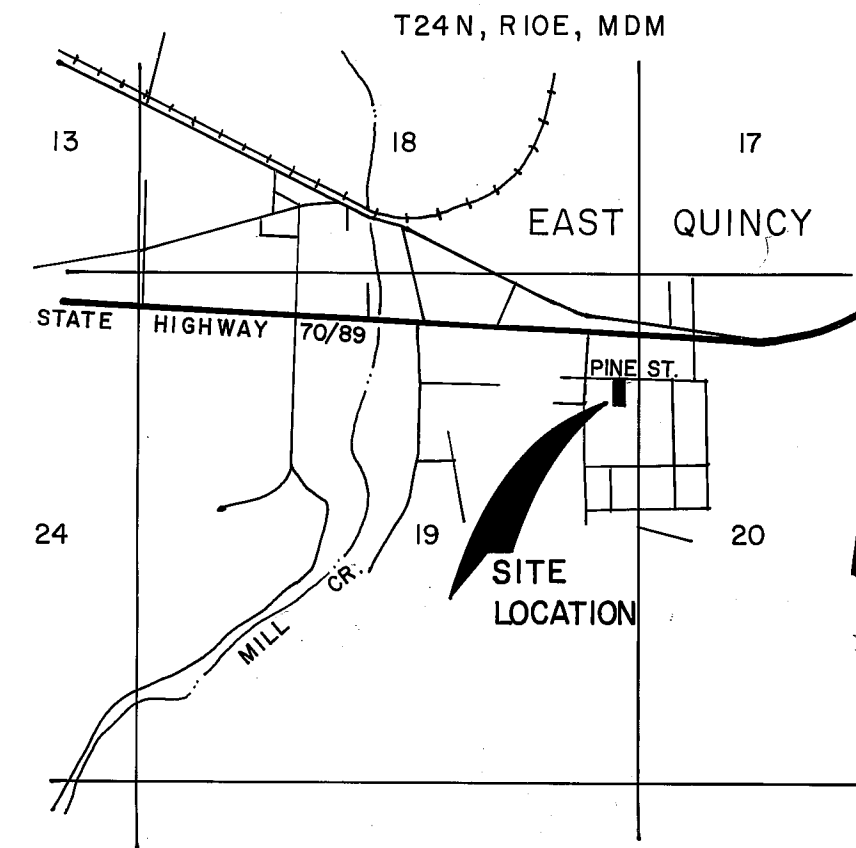 T24N, R10E, MDM
13
18
17
EAST QUINCY
STATE HIGHWAY 70/89
PINE ST.
24
19
20
SITE
LOCATION
MILL CR.